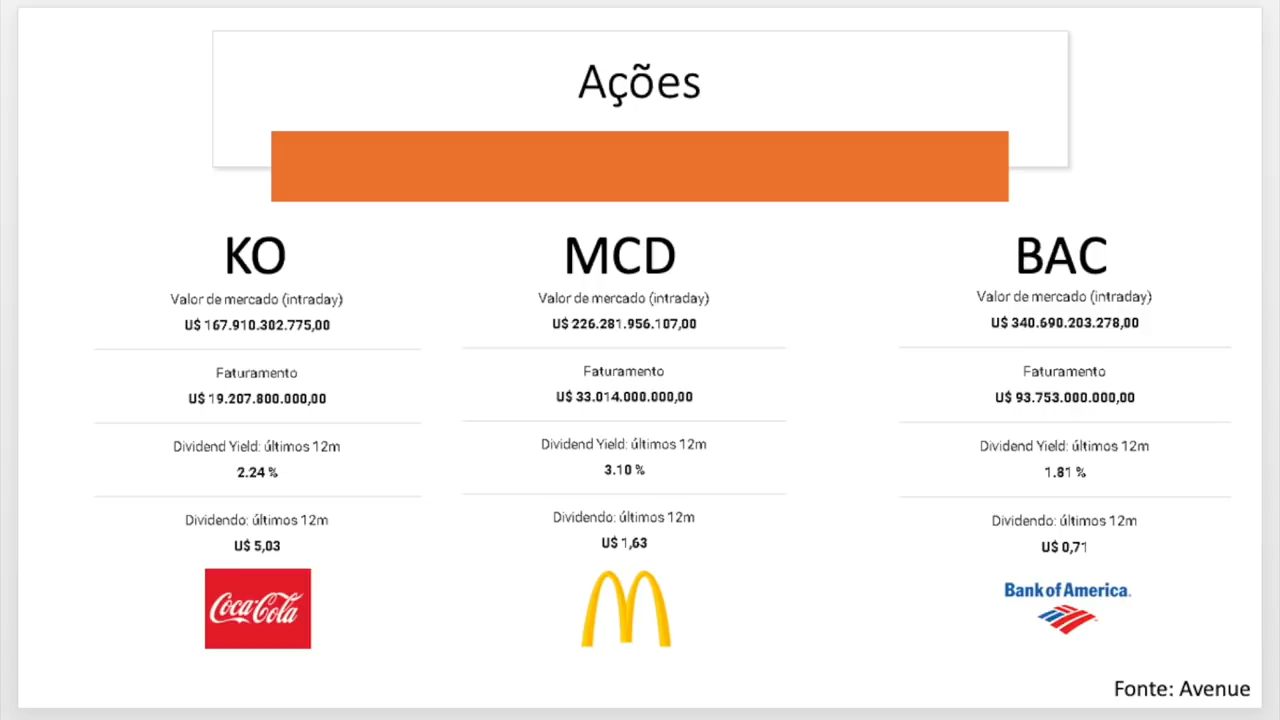 Ações
KO
Valor de mercado (intraday)
U$ 167.910.302.775,00
Faturamento
U$ 19.207.800.000,00
Dividend Yield: últimos 12m
2.24 %
Dividendo: últimos 12m
U$ 5,03
Coca-Cola
MCD
Valor de mercado (intraday)
U$ 226.281.956.107,00
Faturamento
U$ 33.014.000.000,00
Dividend Yield: últimos 12m
3.10 %
Dividendo: últimos 12m
U$ 1,63
BAC
Valor de mercado (intraday)
U$ 340.690.203.278,00
Faturamento
U$ 93.753.000.000,00
Dividend Yield: últimos 12m
1.81 %
Dividendo: últimos 12m
U$ 0,71
Bank of America.
Fonte: Avenue